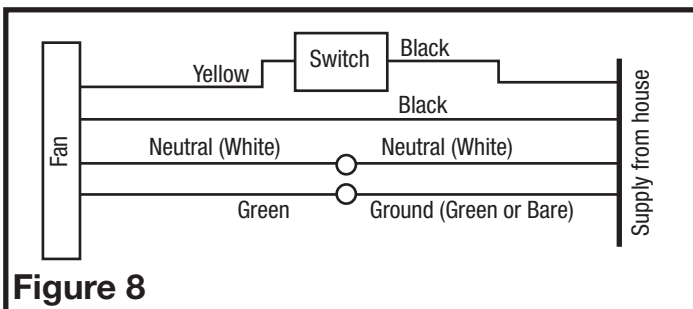 Switch
Black
Yellow
Black
Neutral (White)
Neutral (White)
Green
Ground (Green or Bare)
Fan
Supply from house
Figure 8